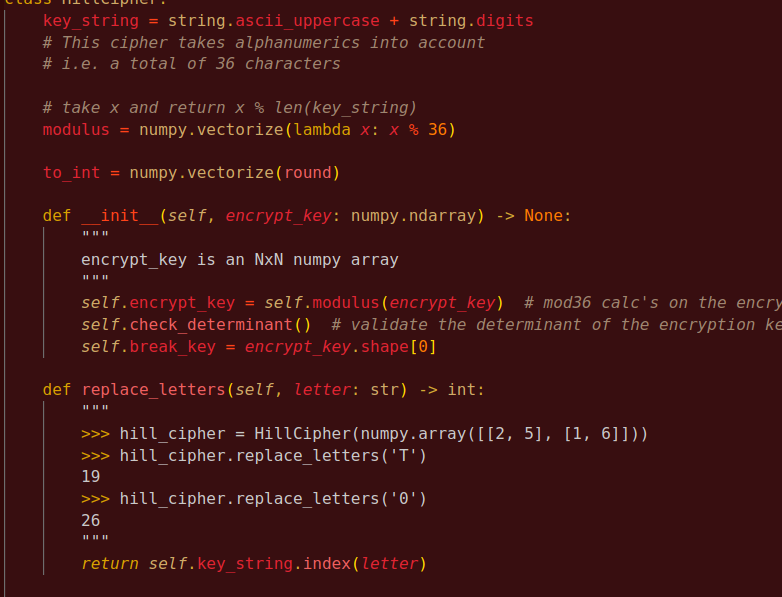 class HillCipher:
    key_string = string.ascii_uppercase + string.digits
    # This cipher takes alphanumerics into account
    # i.e. a total of 36 characters

    # take x and return x % len(key_string)
    modulus = numpy.vectorize(lambda x: x % 36)

    to_int = numpy.vectorize(round)

    def __init__(self, encrypt_key: numpy.ndarray) -> None:
        """
        encrypt_key is an NxN numpy array
        """
        self.encrypt_key = self.modulus(encrypt_key)  # mod36 calc's on the encry
        self.check_determinant()  # validate the determinant of the encryption ke
        self.break_key = encrypt_key.shape[0]

    def replace_letters(self, letter: str) -> int:
        """
        >>> hill_cipher = HillCipher(numpy.array([[2, 5], [1, 6]]))
        >>> hill_cipher.replace_letters('T')
        19
        >>> hill_cipher.replace_letters('0')
        26
        """
        return self.key_string.index(letter)